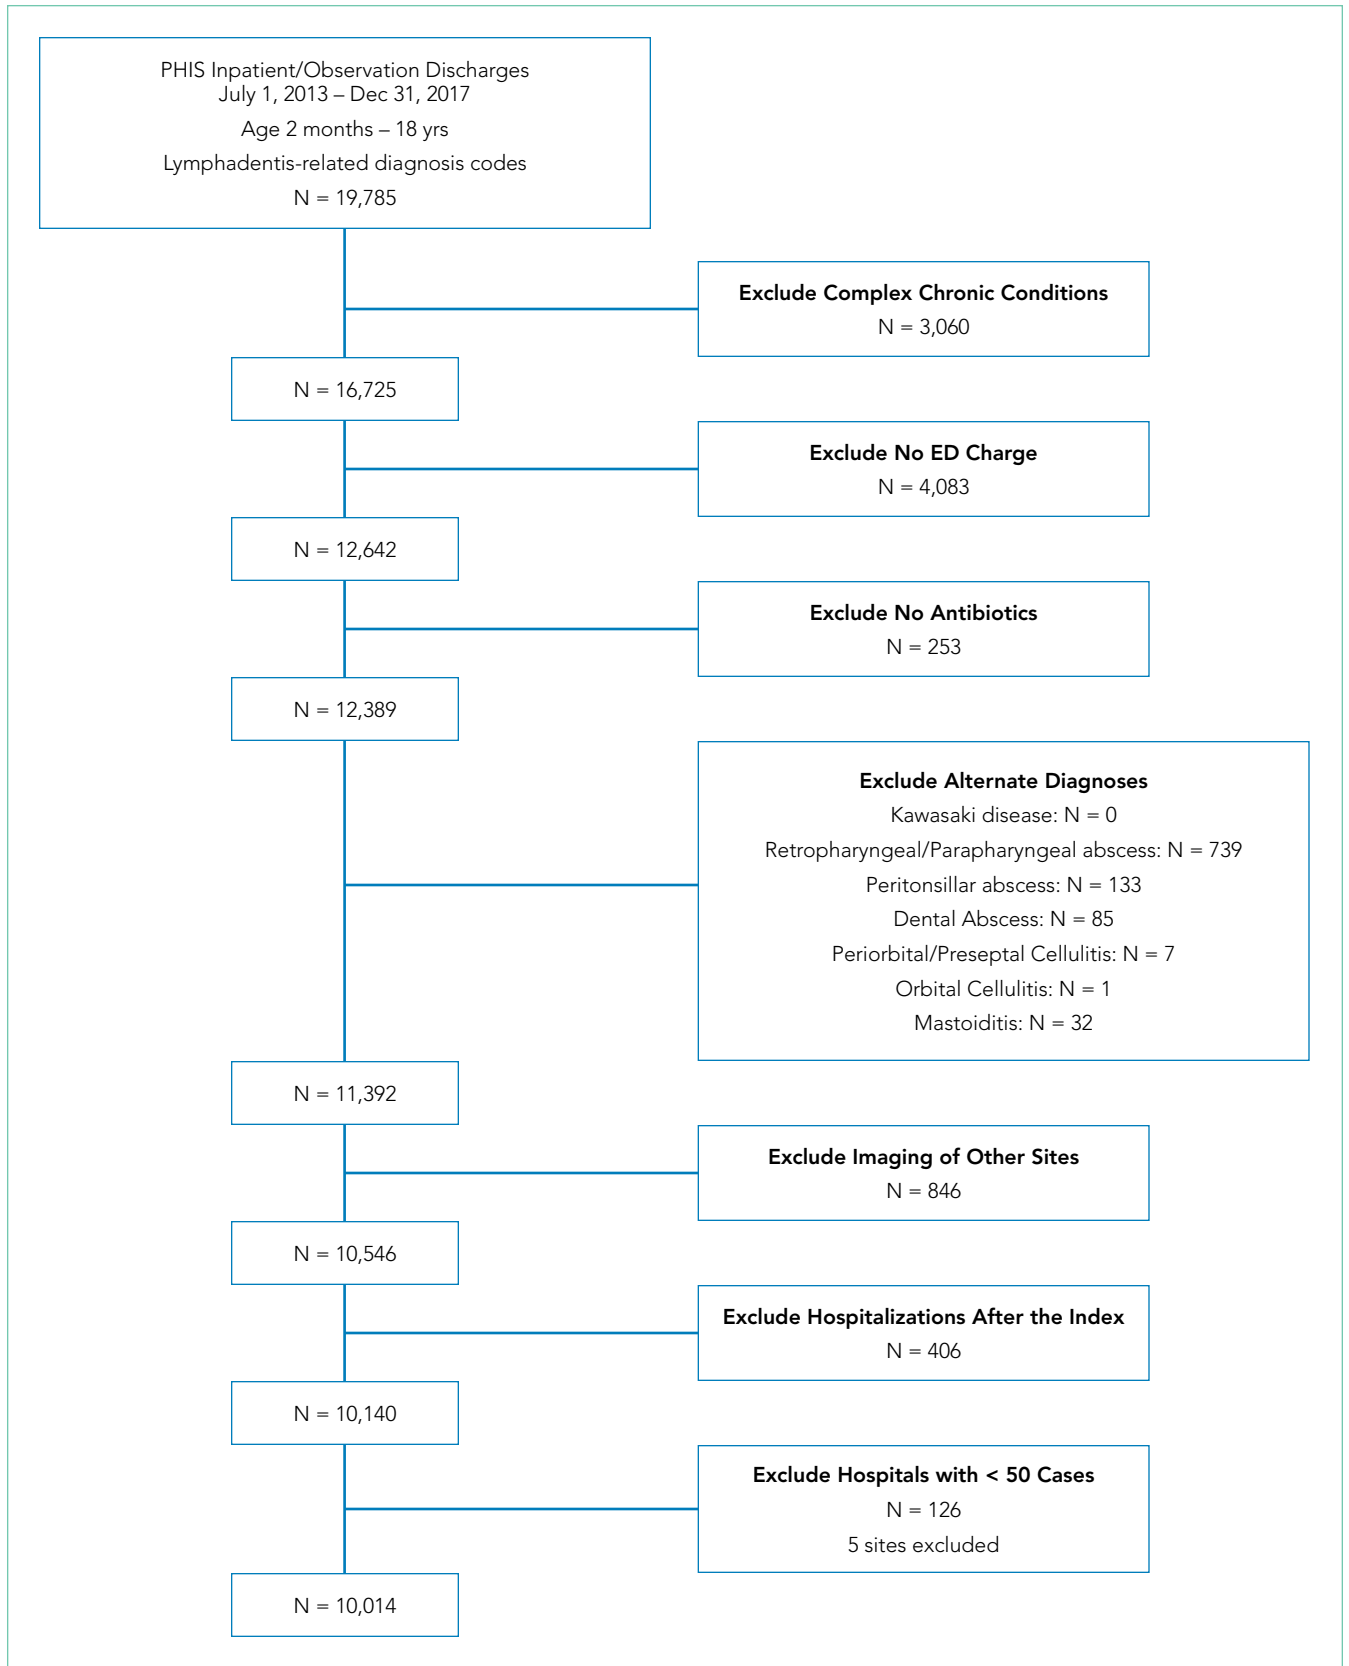 PHIS Inpatient/Observation Discharges
July 1, 2013 – Dec 31, 2017
Age 2 months – 18 yrs
Lymphadentis-related diagnosis codes
N = 19,785
Exclude Complex Chronic Conditions
N = 3,060
N = 16,725
Exclude No ED Charge
N = 4,083
N = 12,642
Exclude No Antibiotics
N = 253
N = 12,389
Exclude Alternate Diagnoses
Kawasaki disease: N = 0
Retropharyngeal/Parapharyngeal abscess: N = 739
Peritonsillar abscess: N = 133
Dental Abscess: N = 85
Periorbital/Preseptal Cellulitis: N = 7
Orbital Cellulitis: N = 1
Mastoiditis: N = 32
N = 11,392
Exclude Imaging of Other Sites
N = 846
N = 10,546
Exclude Hospitalizations After the Index
N = 406
N = 10,140
Exclude Hospitals with < 50 Cases
N = 126
5 sites excluded
N = 10,014